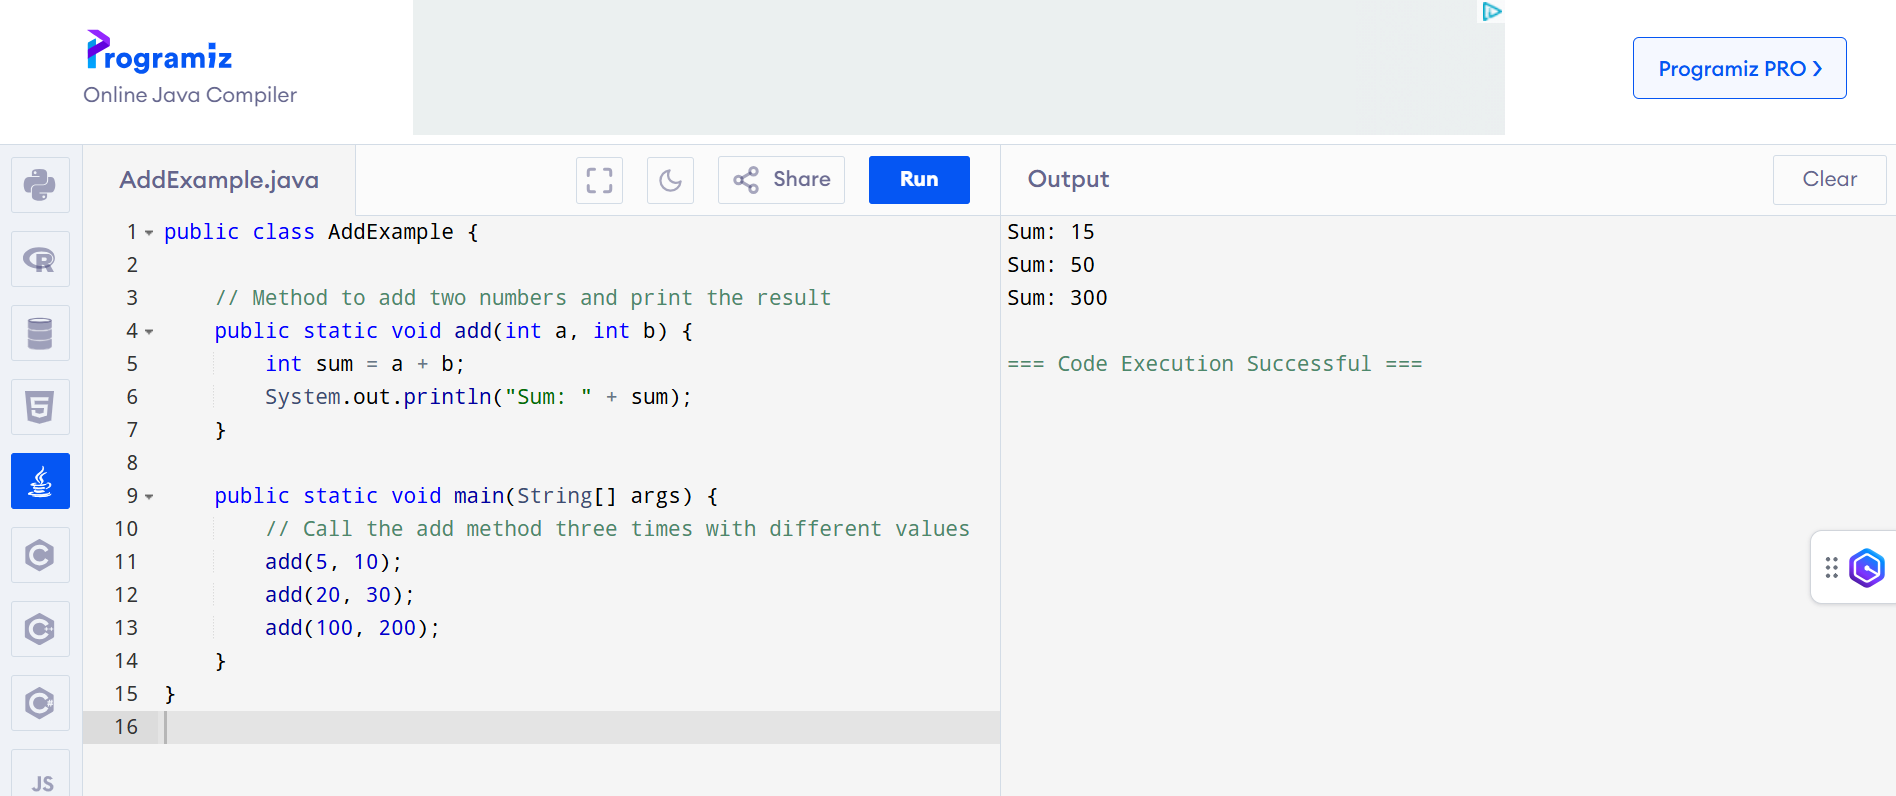 Programiz
Online Java Compiler
Programiz PRO
AddExample.java
Share
Run
Output
Clear
1 public class AddExample {
2
3     // Method to add two numbers and print the result
4     public static void add(int a, int b) {
5         int sum = a + b;
6         System.out.println("Sum: " + sum);
7     }
8
9     public static void main(String[] args) {
10         // Call the add method three times with different values
11         add(5, 10);
12         add(20, 30);
13         add(100, 200);
14     }
15 }
16
Sum: 15
Sum: 50
Sum: 300
=== Code Execution Successful ===
R
5
C
C++
C#
JS